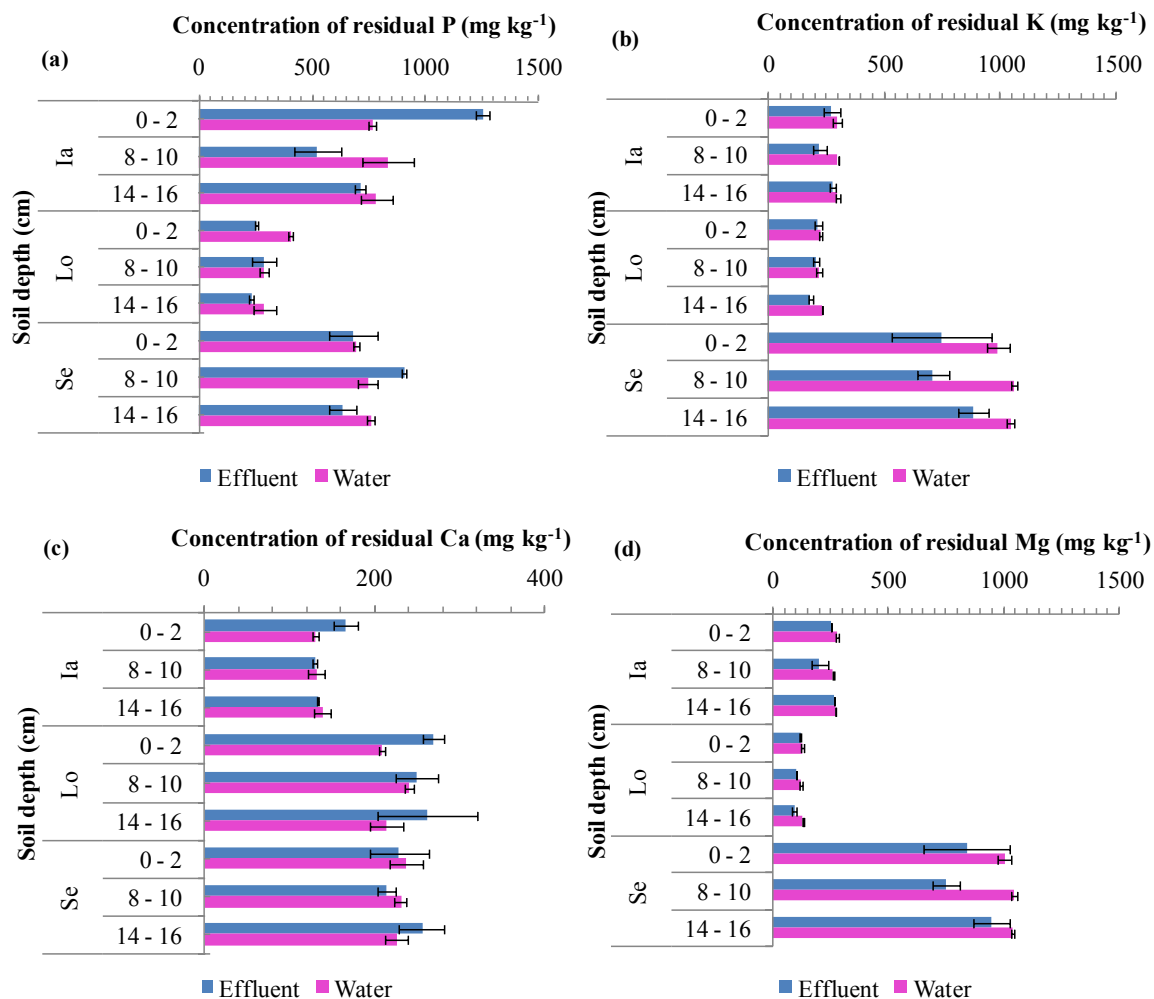 Concentration of residual P (mg kg-1)
(a)
0 500 1000 1500
Soil depth (cm)
Ia
0 - 2
8 - 10
14 - 16
Lo
0 - 2
8 - 10
14 - 16
Se
0 - 2
8 - 10
14 - 16
Effluent Water
Concentration of residual K (mg kg-1)
(b)
0 500 1000 1500
Soil depth (cm)
Ia
0 - 2
8 - 10
14 - 16
Lo
0 - 2
8 - 10
14 - 16
Se
0 - 2
8 - 10
14 - 16
Effluent Water
Concentration of residual Ca (mg kg-1)
(c)
0 200 400
Soil depth (cm)
Ia
0 - 2
8 - 10
14 - 16
Lo
0 - 2
8 - 10
14 - 16
Se
0 - 2
8 - 10
14 - 16
Effluent Water
Concentration of residual Mg (mg kg-1)
(d)
0 500 1000 1500
Soil depth (cm)
Ia
0 - 2
8 - 10
14 - 16
Lo
0 - 2
8 - 10
14 - 16
Se
0 - 2
8 - 10
14 - 16
Effluent Water